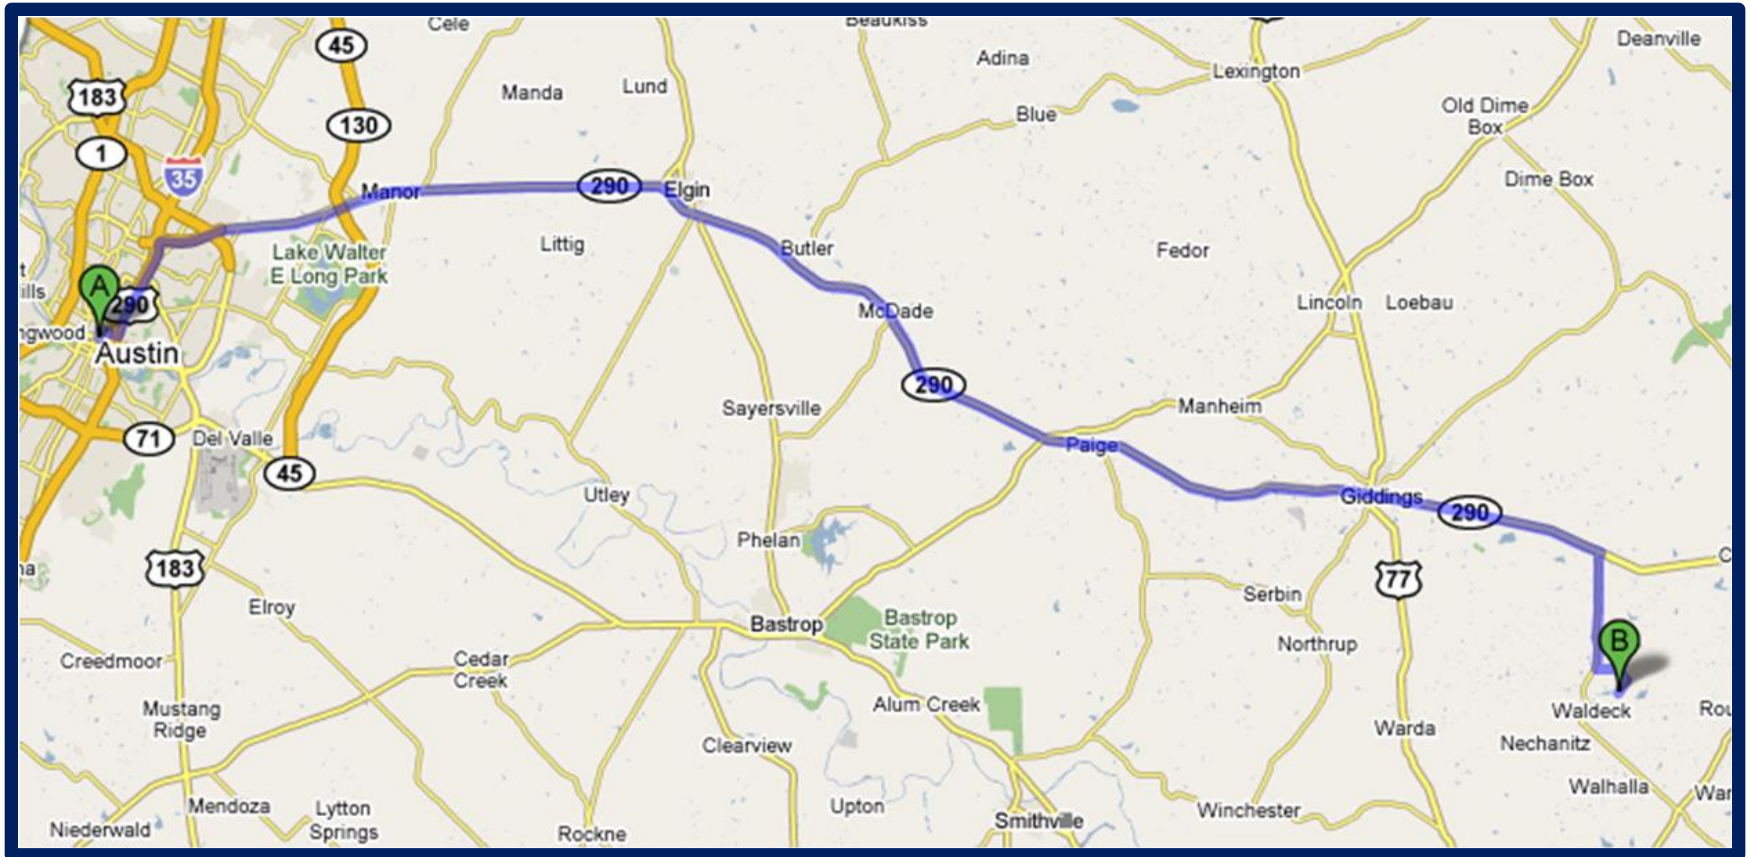 Cele
Beaukiss
45
Adina
Deanville
Lexington
183
Manda
Lund
Old Dime
Box
130
Blue
1
35
Manor
290
Elgin
Dime Box
Littig
Butler
Fedor
Lake Walter
E Long Park
A
290
Lincoln
Loebau
McDade
Austin
290
Sayersville
Manheim
71
Del Valle
Paige
45
Utley
Giddings
290
Phelan
183
77
Elroy
Serbin
Bastrop
Bastrop
State Park
Northrup
B
Creedmoor
Cedar
Creek
Alum Creek
Waldeck
Mustang
Ridge
Warda
Clearview
Nechanitz
Walhalla
Mendoza
Lytton
Springs
Upton
Winchester
Niederwald
Rockne
Smithville